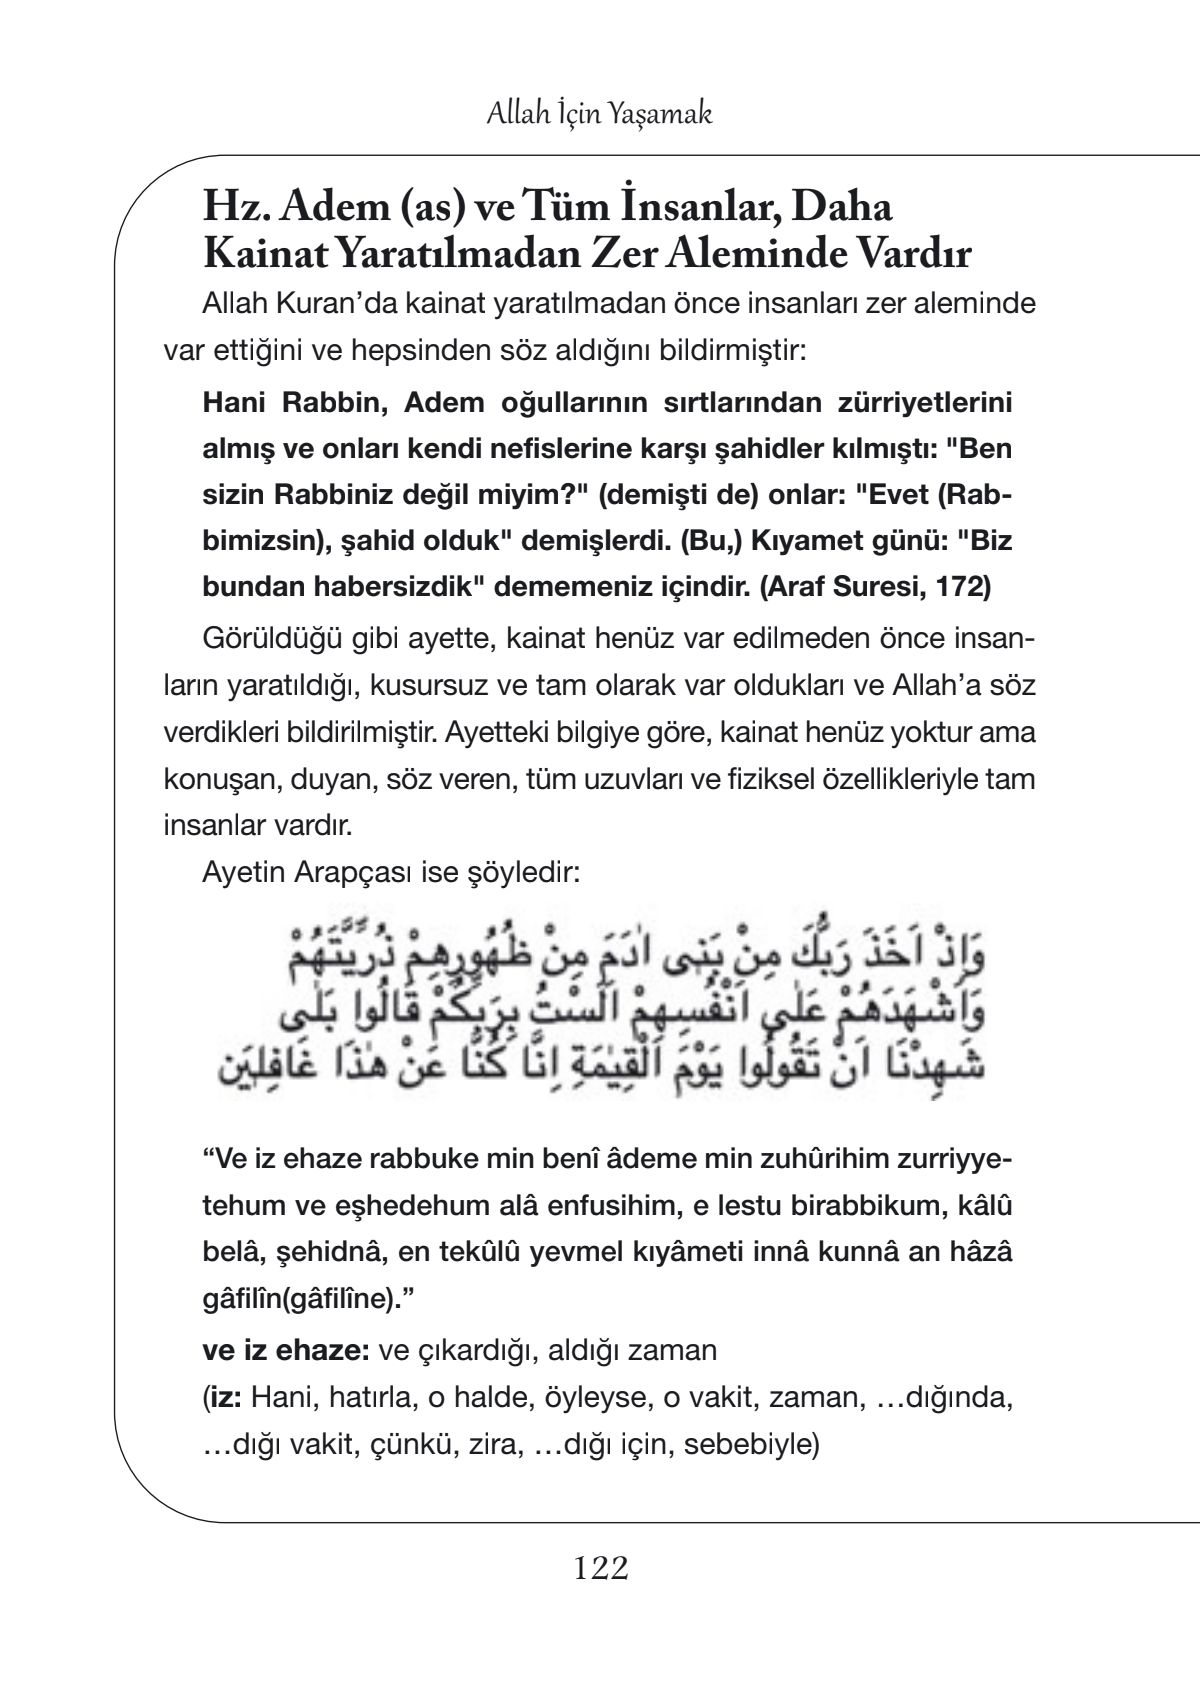 Allah İçin Yaşamak
Hz. Adem (as) ve Tüm İnsanlar, Daha
Kainat Yaratılmadan Zer Aleminde Vardır
Allah Kuran’da kainat yaratılmadan önce insanları zer aleminde
var ettiğini ve hepsinden söz aldığını bildirmiştir:
Hani Rabbin, Adem oğullarının sırtlarından zürriyetlerini
almış ve onları kendi nefislerine karşı şahidler kılmıştı: "Ben
sizin Rabbiniz değil miyim?" (demişti de) onlar: "Evet (Rab-
bimizsin), şahid olduk" demişlerdi. (Bu,) Kıyamet günü: "Biz
bundan habersizdik" dememeniz içindir. (Araf Suresi, 172)
Görüldüğü gibi ayette, kainat henüz var edilmeden önce insan-
ların yaratıldığı, kusursuz ve tam olarak var oldukları ve Allah’a söz
verdikleri bildirilmiştir. Ayetteki bilgiye göre, kainat henüz yoktur ama
konuşan, duyan, söz veren, tüm uzuvları ve fiziksel özellikleriyle tam
insanlar vardır.
Ayetin Arapçası ise şöyledir:
وَاِذْ اَخَذَ رَبُّكَ مِنْ بَنِى اٰدَمَ مِنْ ظُهُورِهِمْ ذُرِّيَّتَهُمْ
وَاَشْهَدَهُمْ عَلٰى اَنْفُسِهِمْ اَلَسْتُ بِرَبِّكُمْ قَالُوا بَلٰى
شَهِدْنَا اَنْ تَقُولُوا يَوْمَ الْقِيٰمَةِ اِنَّا كُنَّا عَنْ هٰذَا غَافِلٖينَ
“Ve iz ehaze rabbuke min benî âdeme min zuhûrihim zurriyye-
tehum ve eşhedehum alâ enfusihim, e lestu birabbikum, kâlû
belâ, şehidnâ, en tekûlû yevmel kıyâmeti innâ kunnâ an hâzâ
gâfilîn(gâfilîne).”
ve iz ehaze: ve çıkardığı, aldığı zaman
(iz: Hani, hatırla, o halde, öyleyse, o vakit, zaman, …dığında,
…dığı vakit, çünkü, zira, …dığı için, sebebiyle)
122